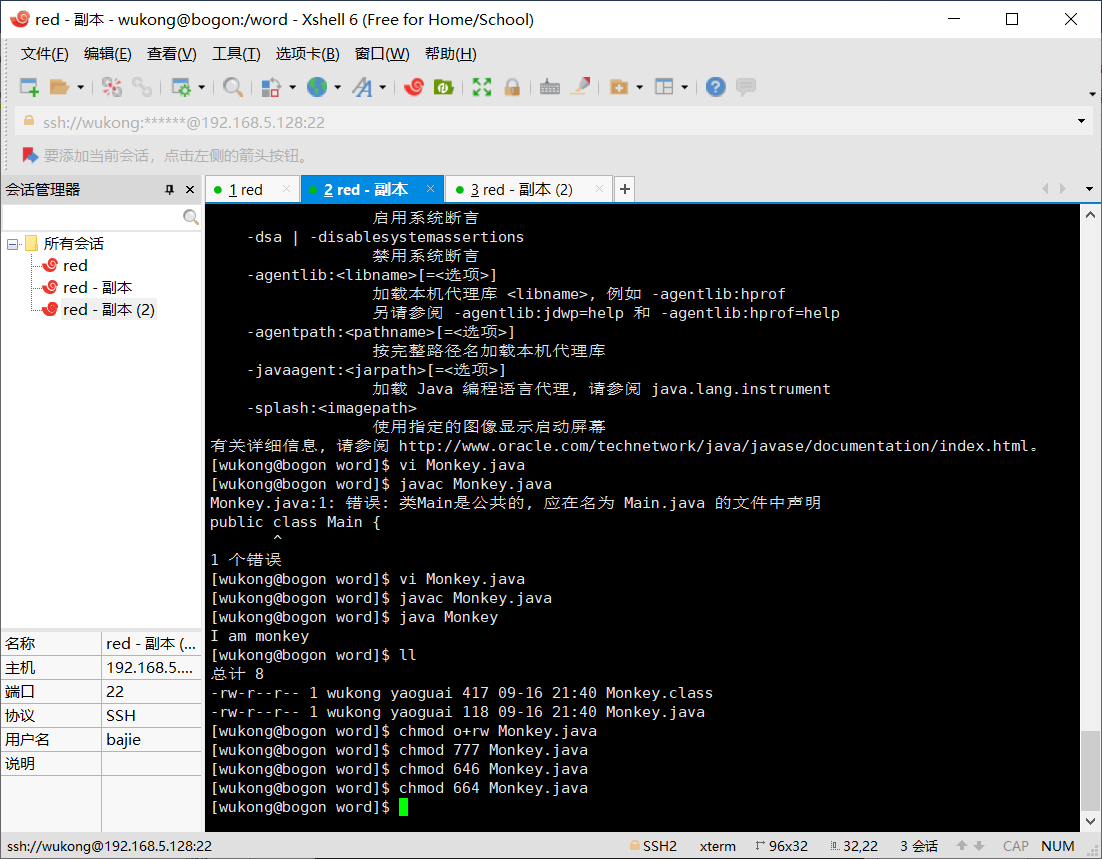 red - 副本 - wukong@bogon:/word - Xshell 6 (Free for Home/School)
文件(F) 编辑(E) 查看(V) 工具(T) 选项卡(B) 窗口(W) 帮助(H)
ssh://wukong:******@192.168.5.128:22
要添加当前会话，点击左侧的箭头按钮。
会话管理器
1 red
2 red - 副本
3 red - 副本 (2)
所有会话
red
red - 副本
red - 副本 (2)
名称 red - 副本 (...
主机 192.168.5....
端口 22
协议 SSH
用户名 bajie
说明
启用系统断言
-dsa | -disablesystemassertions
禁用系统断言
-agentlib:<libname>[=<选项>]
加载本机代理库 <libname>, 例如 -agentlib:hprof
另请参阅 -agentlib:jdwp=help 和 -agentlib:hprof=help
-agentpath:<pathname>[=<选项>]
按完整路径名加载本机代理库
-javaagent:<jarpath>[=<选项>]
加载 Java 编程语言代理, 请参阅 java.lang.instrument
-splash:<imagepath>
使用指定的图像显示启动屏幕
有关详细信息, 请参阅 http://www.oracle.com/technetwork/java/javase/documentation/index.html。
[wukong@bogon word]$ vi Monkey.java
[wukong@bogon word]$ javac Monkey.java
Monkey.java:1: 错误: 类Main是公共的, 应在名为 Main.java 的文件中声明
public class Main {
^
1 个错误
[wukong@bogon word]$ vi Monkey.java
[wukong@bogon word]$ javac Monkey.java
[wukong@bogon word]$ java Monkey
I am monkey
[wukong@bogon word]$ ll
总计 8
-rw-r--r-- 1 wukong yaoguai 417 09-16 21:40 Monkey.class
-rw-r--r-- 1 wukong yaoguai 118 09-16 21:40 Monkey.java
[wukong@bogon word]$ chmod o+rw Monkey.java
[wukong@bogon word]$ chmod 777 Monkey.java
[wukong@bogon word]$ chmod 646 Monkey.java
[wukong@bogon word]$ chmod 664 Monkey.java
[wukong@bogon word]$
ssh://wukong@192.168.5.128:22 SSH2 xterm 96x32 32,22 3 会话 CAP NUM